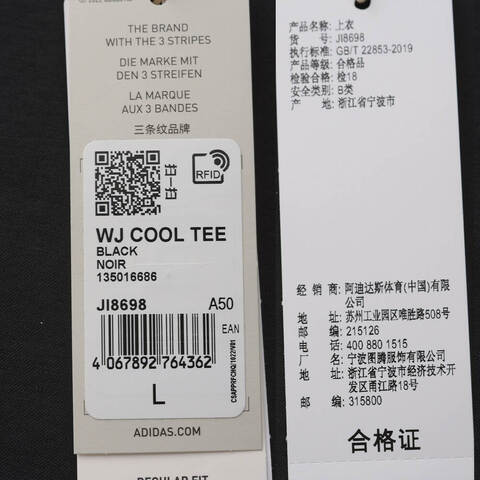 THE BRAND
WITH THE 3 STRIPES
DIE MARKE MIT
DEN 3 STREIFEN
LA MARQUE
AUX 3 BANDES
三条纹品牌
RFID
WJ COOL TEE
BLACK
NOIR
135016686
JI8698 A50
EAN
4 067892 764362
L
ADIDAS.COM
REGULAR FIT
产品名称: 上衣
货 号: JI8698
执行标准: GB/T 22853-2019
产品等级: 合格品
检验合格: 检18
安全类别: B类
产 地: 浙江省宁波市
经 销 商: 阿迪达斯体育(中国)有限
公司
地 址: 苏州工业园区唯胜路508号
邮 编: 215126
电 话: 400 880 1515
厂 名: 宁波图腾服饰有限公司
地 址: 浙江省宁波市经济技术开
发区甬江路18号
邮 编: 315800
合格证